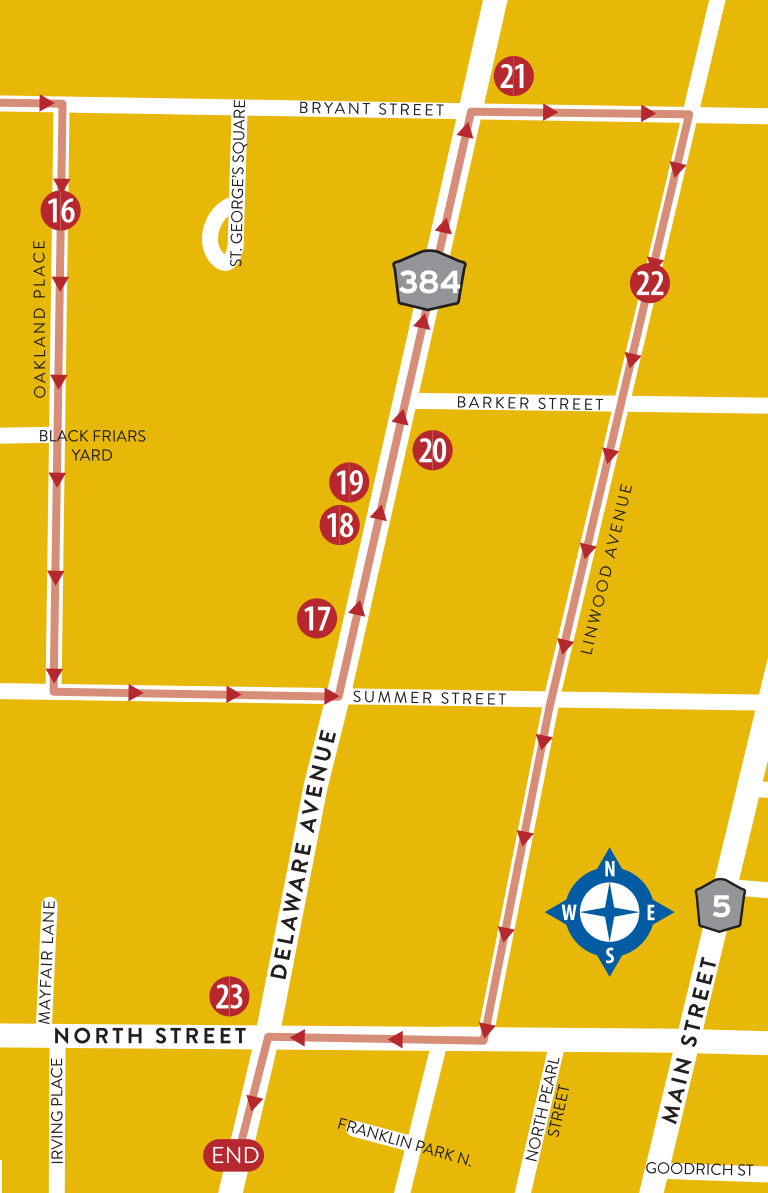 21
BRYANT STREET
ST. GEORGE'S SQUARE
16
OAKLAND PLACE
384
22
BARKER STREET
BLACK FRIARS
YARD
20
19
18
LINWOOD AVENUE
17
SUMMER STREET
DELAWARE AVENUE
N
W
E
S
5
MAYFAIR LANE
23
NORTH STREET
MAIN STREET
IRVING PLACE
FRANKLIN PARK N.
NORTH PEARL
STREET
END
GOODRICH ST